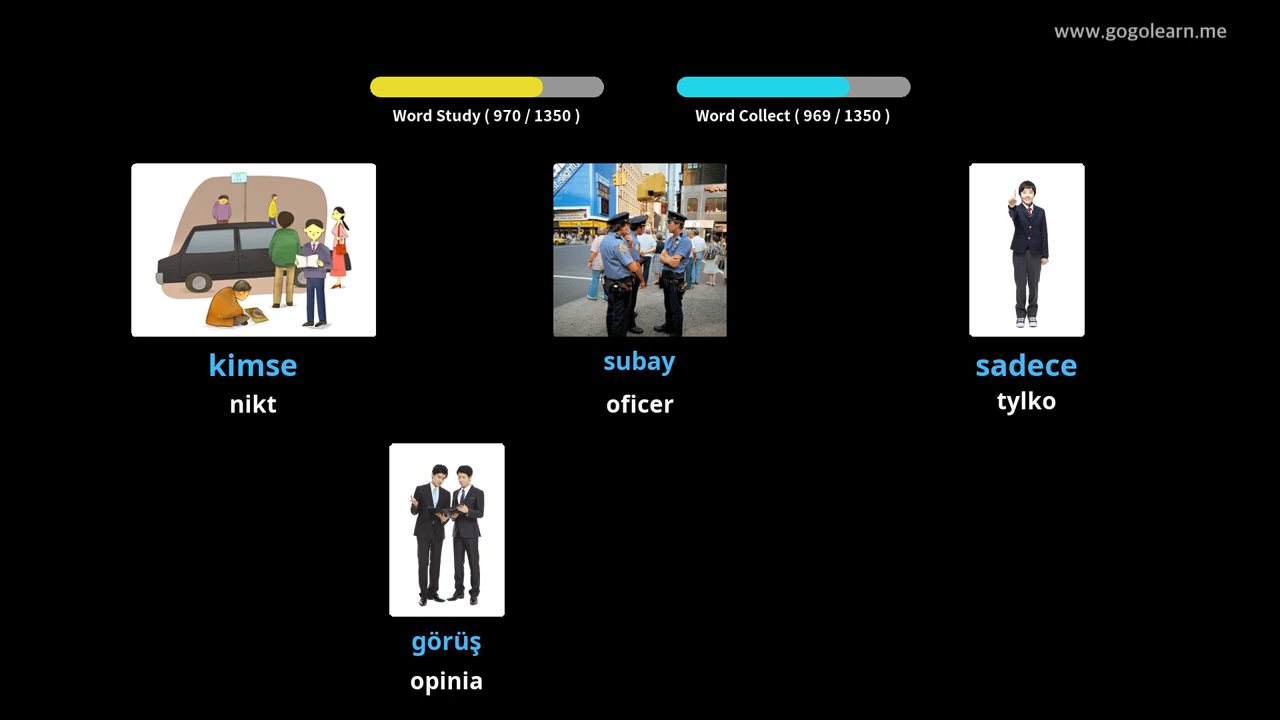 www.gogolearn.me
Word Study ( 970 / 1350 )
Word Collect ( 969 / 1350 )
kimse
nikt
subay
oficer
sadece
tylko
görüş
opinia